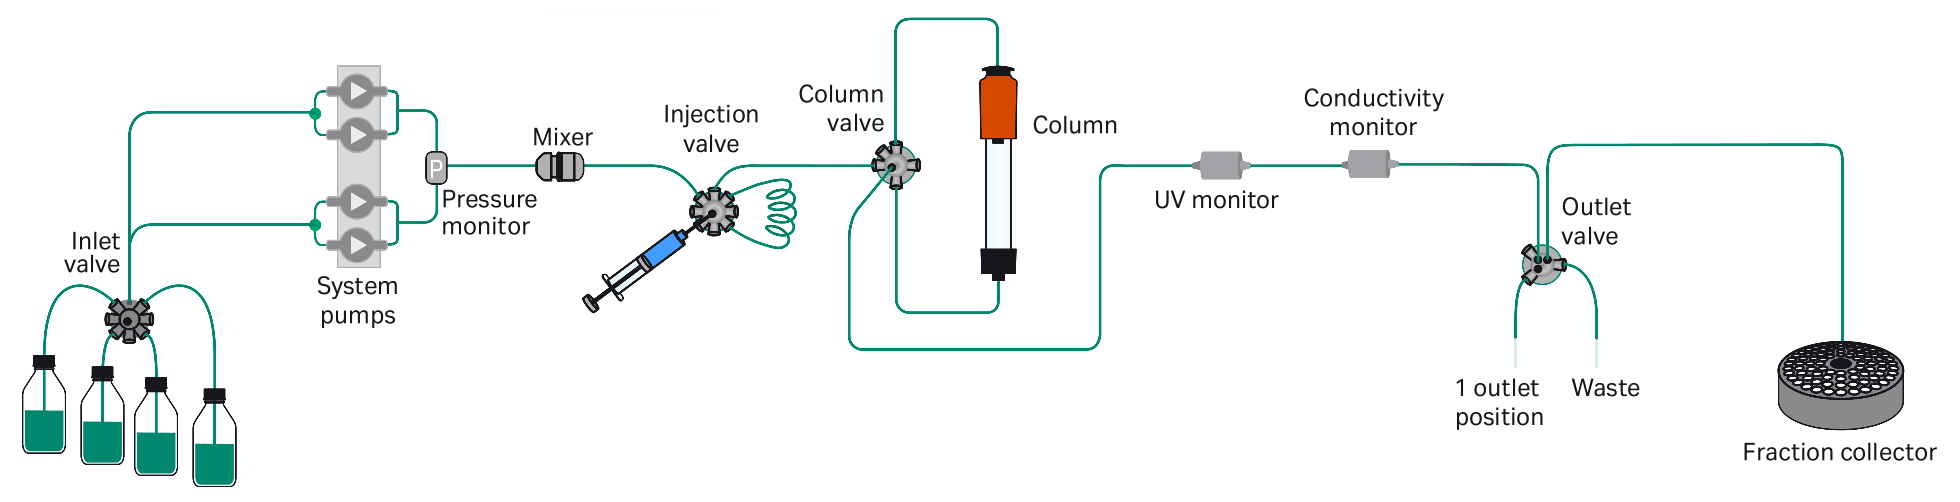 Inlet
valve
System
pumps
P
Pressure
monitor
Mixer
Injection
valve
Column
valve
Column
UV monitor
Conductivity
monitor
Outlet
valve
1 outlet
position
Waste
Fraction collector